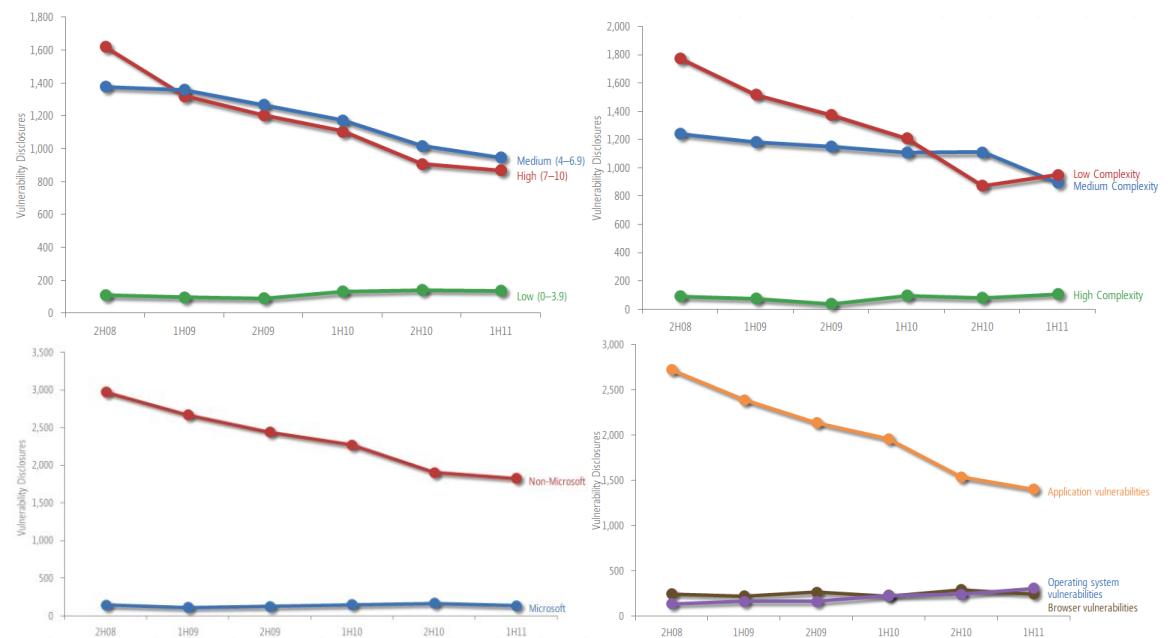 1,800
1,600
1,400
1,200
1,000
800
600
400
200
0
Vulnerability Disclosures
Medium (4–6.9)
High (7–10)
Low (0–3.9)
2H08 1H09 2H09 1H10 2H10 1H11
2,000
1,800
1,600
1,400
1,200
1,000
800
600
400
200
0
Vulnerability Disclosures
Low Complexity
Medium Complexity
High Complexity
2H08 1H09 2H09 1H10 2H10 1H11
3,500
3,000
2,500
2,000
1,500
1,000
500
0
Vulnerability Disclosures
Non-Microsoft
Microsoft
2H08 1H09 2H09 1H10 2H10 1H11
3,000
2,500
2,000
1,500
1,000
500
0
Vulnerability Disclosures
Application vulnerabilities
Operating system
vulnerabilities
Browser vulnerabilities
2H08 1H09 2H09 1H10 2H10 1H11